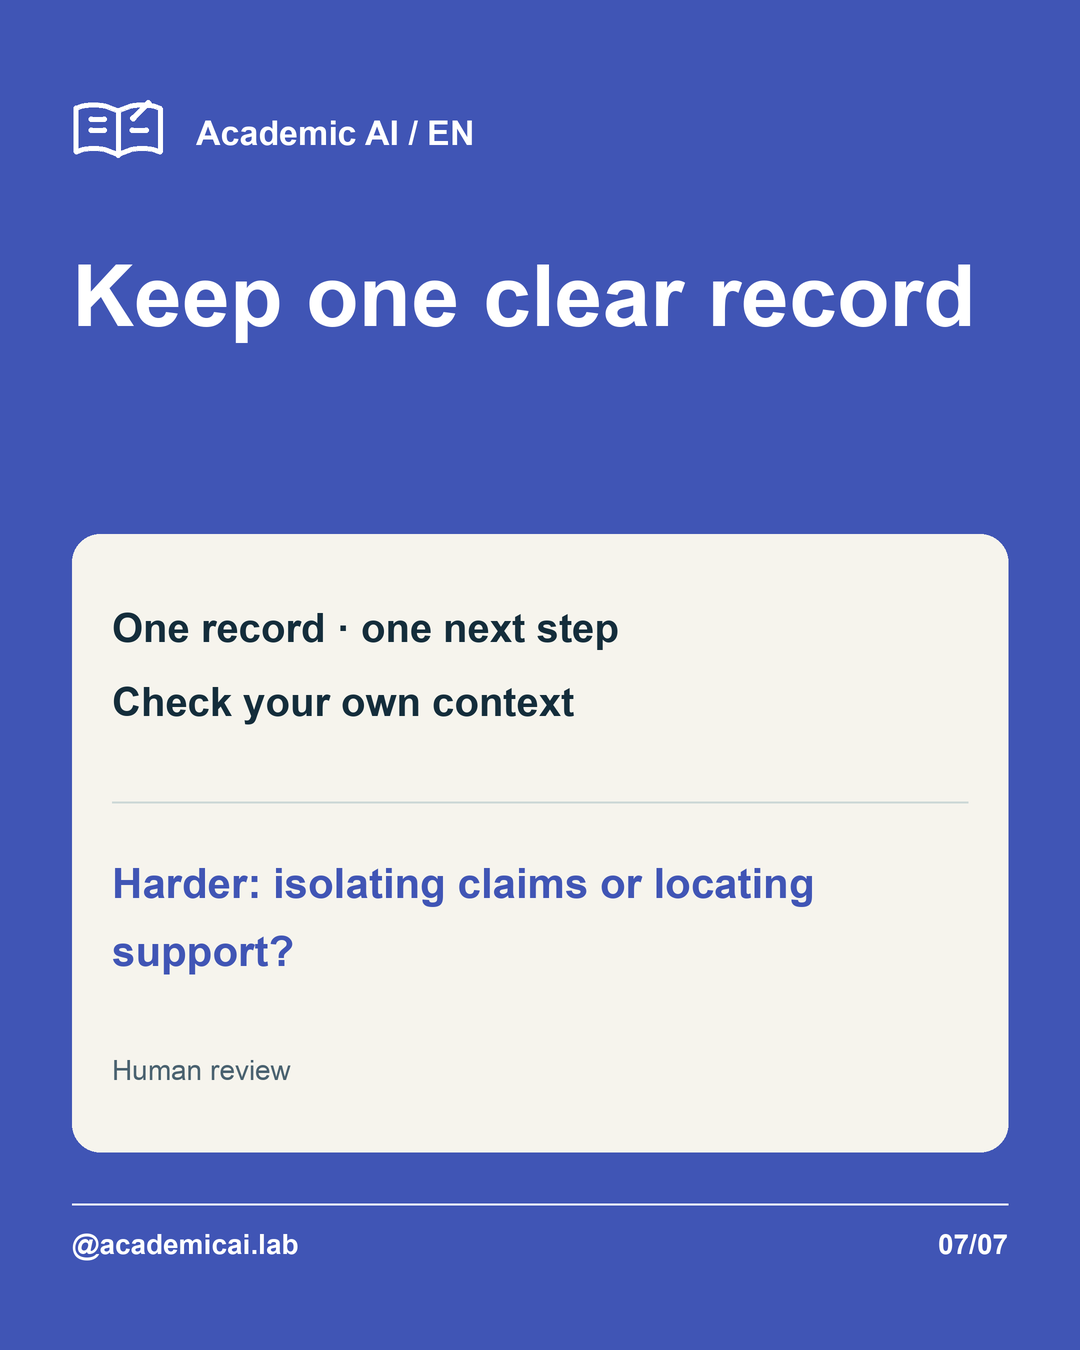 Academic AI / EN
Keep one clear record
One record · one next step
Check your own context
Harder: isolating claims or locating
support?
Human review
@academicai.lab
07/07